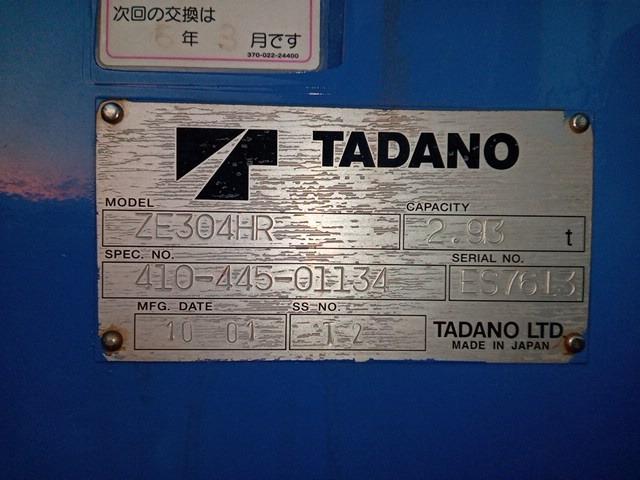 次回の交換は
6年 3月です
370-022-24400
TADANO
MODEL
ZE304HR
CAPACITY
2.93 t
SPEC. NO.
410-445-01134
SERIAL NO.
ES7613
MFG. DATE
10 01
SS NO.
T2
TADANO LTD.
MADE IN JAPAN